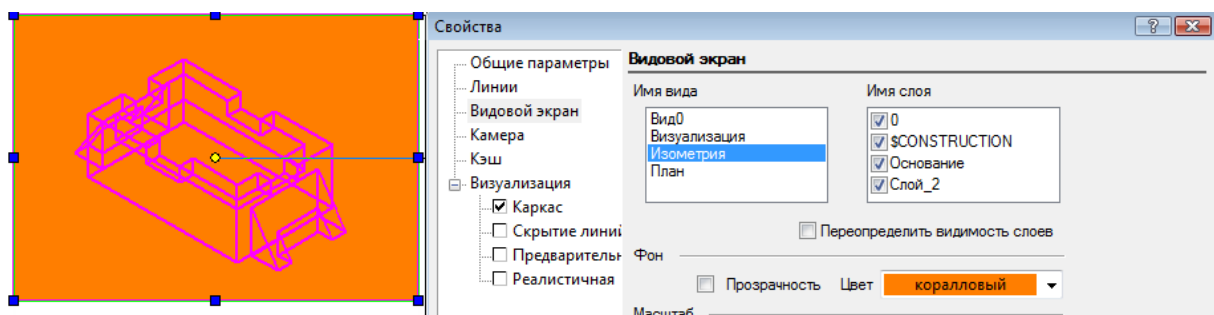 Свойства
Общие параметры
Линии
Видовой экран
Камера
Кэш
Визуализация
Каркас
Скрытие линий
Предваритель
Реалистичная
Видовой экран
Имя вида
Вид0
Визуализация
Изометрия
План
Имя слоя
0
$CONSTRUCTION
Основание
Слой_2
Переопределить видимость слоев
Фон
Прозрачность Цвет коралловый
Масштаб